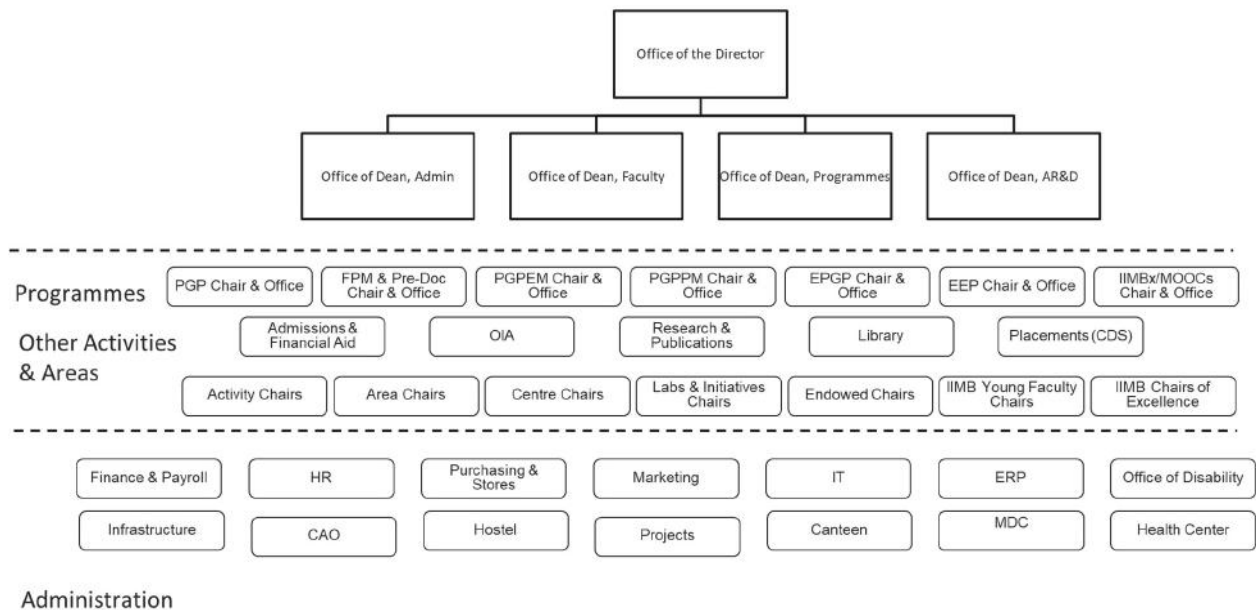 Office of the Director
Office of Dean, Admin
Office of Dean, Faculty
Office of Dean, Programmes
Office of Dean, AR&D
Programmes
PGP Chair & Office
FPM & Pre-Doc
Chair & Office
PGPEM Chair &
Office
PGPPM Chair &
Office
EPGP Chair &
Office
EEP Chair & Office
IIMBx/MOOCs
Chair & Office
Other Activities
& Areas
Admissions &
Financial Aid
OIA
Research &
Publications
Library
Placements (CDS)
Activity Chairs
Area Chairs
Centre Chairs
Labs & Initiatives
Chairs
Endowed Chairs
IIMB Young Faculty
Chairs
IIMB Chairs of
Excellence
Finance & Payroll
HR
Purchasing &
Stores
Marketing
IT
ERP
Office of Disability
Infrastructure
CAO
Hostel
Projects
Canteen
MDC
Health Center
Administration